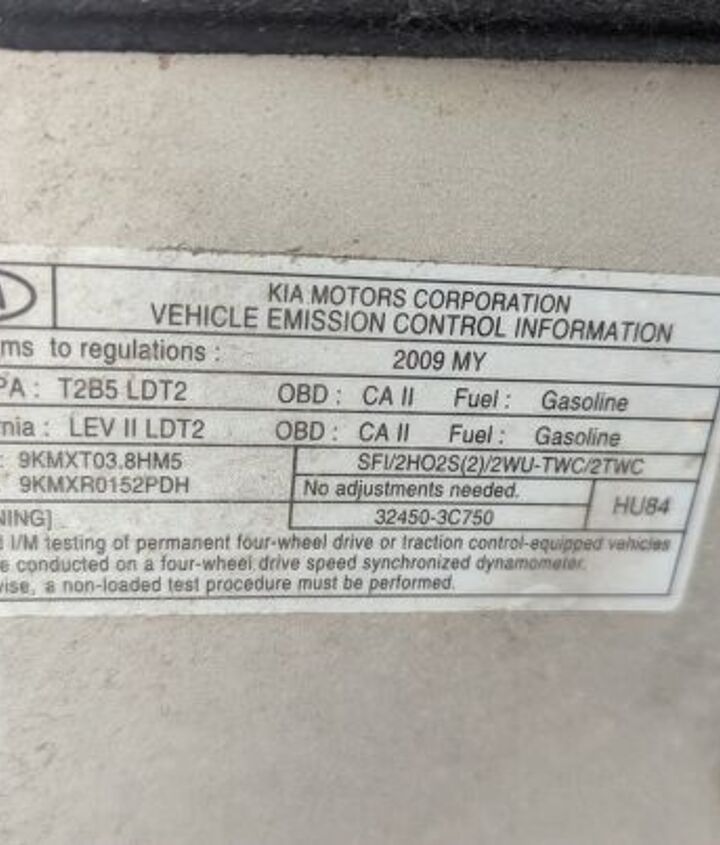 KIA MOTORS CORPORATION
VEHICLE EMISSION CONTROL INFORMATION
ms to regulations : 2009 MY
PA : T2B5 LDT2 OBD : CA II Fuel : Gasoline
nia : LEV II LDT2 OBD : CA II Fuel : Gasoline
: 9KMXT03.8HM5 SFI/2HO2S(2)/2WU-TWC/2TWC
9KMXR0152PDH No adjustments needed. HU84
NING] 32450-3C750
I/M testing of permanent four-wheel drive or traction control-equipped vehicles
e conducted on a four-wheel drive speed synchronized dynamometer.
wise, a non-loaded test procedure must be performed.